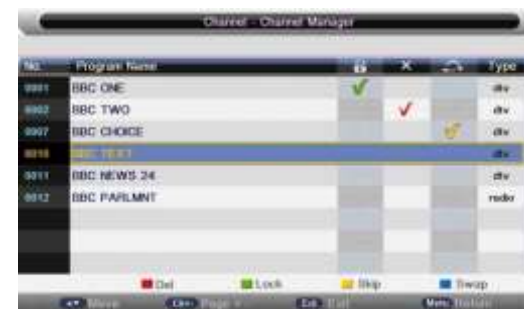 Channel - Channel Manager
No. Program Name Type
0001 BBC ONE dtv
0002 BBC TWO dtv
0007 BBC CHOICE dtv
0010 BBC TEXT dtv
0011 BBC NEWS 24 dtv
0012 BBC PARLMNT radio
Del Lock Skip Swap
Move Page + Exit Exit Menu Return